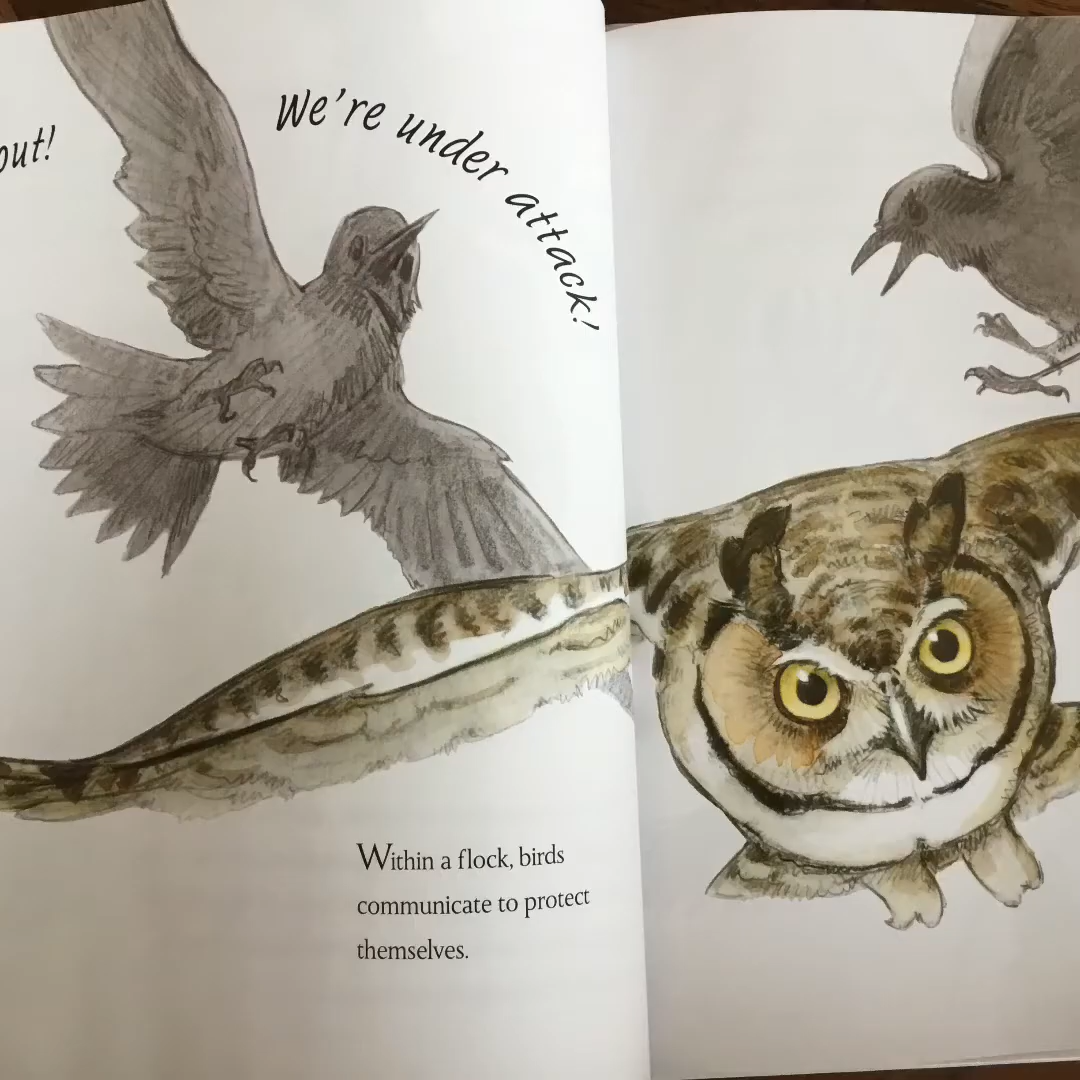 out!
We're under attack!
Within a flock, birds
communicate to protect
themselves.